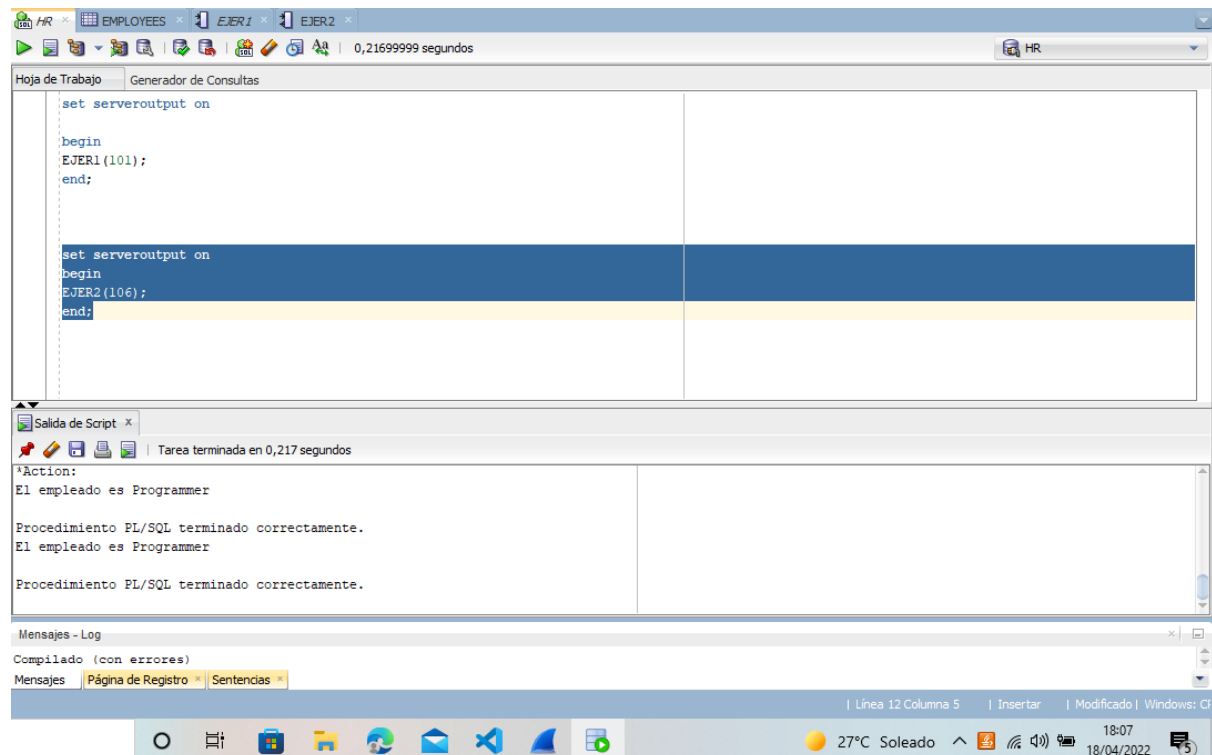 HR EMPLOYEES EJER1 EJER2
0,21699999 segundos HR
Hoja de Trabajo Generador de Consultas
set serveroutput on
begin
EJER1(101);
end;
set serveroutput on
begin
EJER2(106);
end;
Salida de Script
Tarea terminada en 0,217 segundos
*Action:
El empleado es Programmer
Procedimiento PL/SQL terminado correctamente.
El empleado es Programmer
Procedimiento PL/SQL terminado correctamente.
Mensajes - Log
Compilado (con errores)
Mensajes Página de Registro Sentencias
| Línea 12 Columna 5 | Insertar | Modificado | Windows: CF
27°C Soleado 18:07
18/04/2022 5